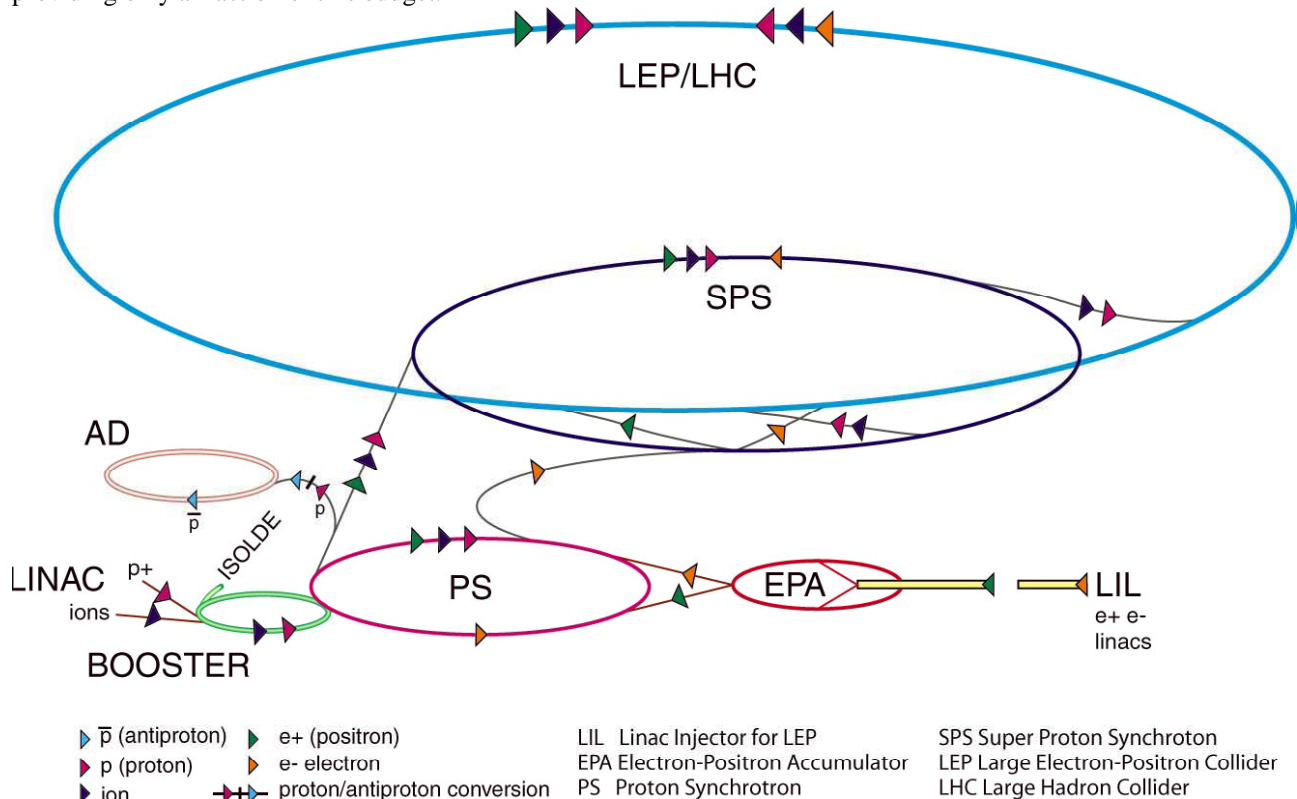 LEP/LHC
SPS
AD
p̅
p
ISOLDE
LINAC
p+
ions
BOOSTER
PS
EPA
LIL
e+ e-
linacs
p̅ (antiproton)
p (proton)
ion
e+ (positron)
e- electron
proton/antiproton conversion
LIL Linac Injector for LEP
EPA Electron-Positron Accumulator
PS Proton Synchrotron
SPS Super Proton Synchroton
LEP Large Electron-Positron Collider
LHC Large Hadron Collider